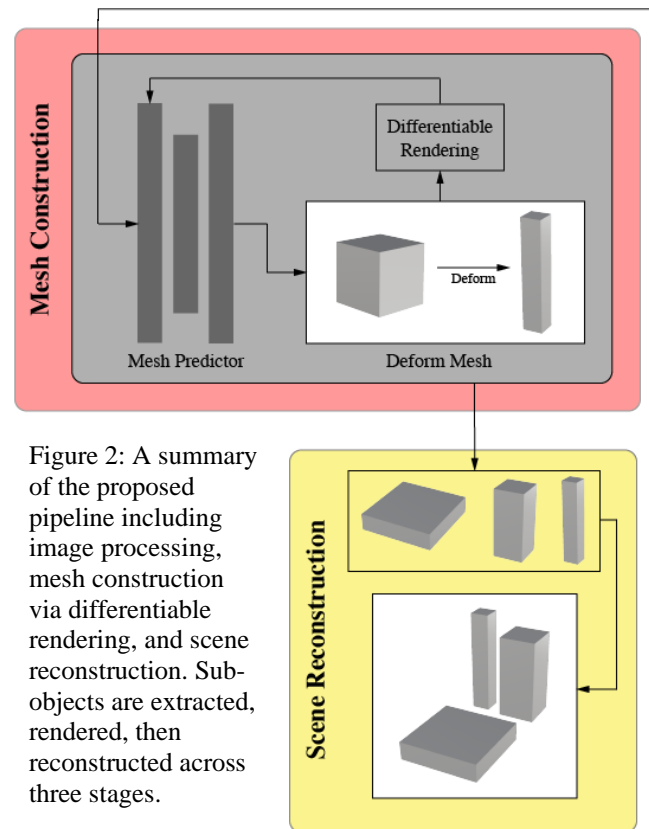 Mesh Construction
Differentiable
Rendering
Deform
Mesh Predictor
Deform Mesh
Figure 2: A summary
of the proposed
pipeline including
image processing,
mesh construction
via differentiable
rendering, and scene
reconstruction. Sub-
objects are extracted,
rendered, then
reconstructed across
three stages.
Scene Reconstruction